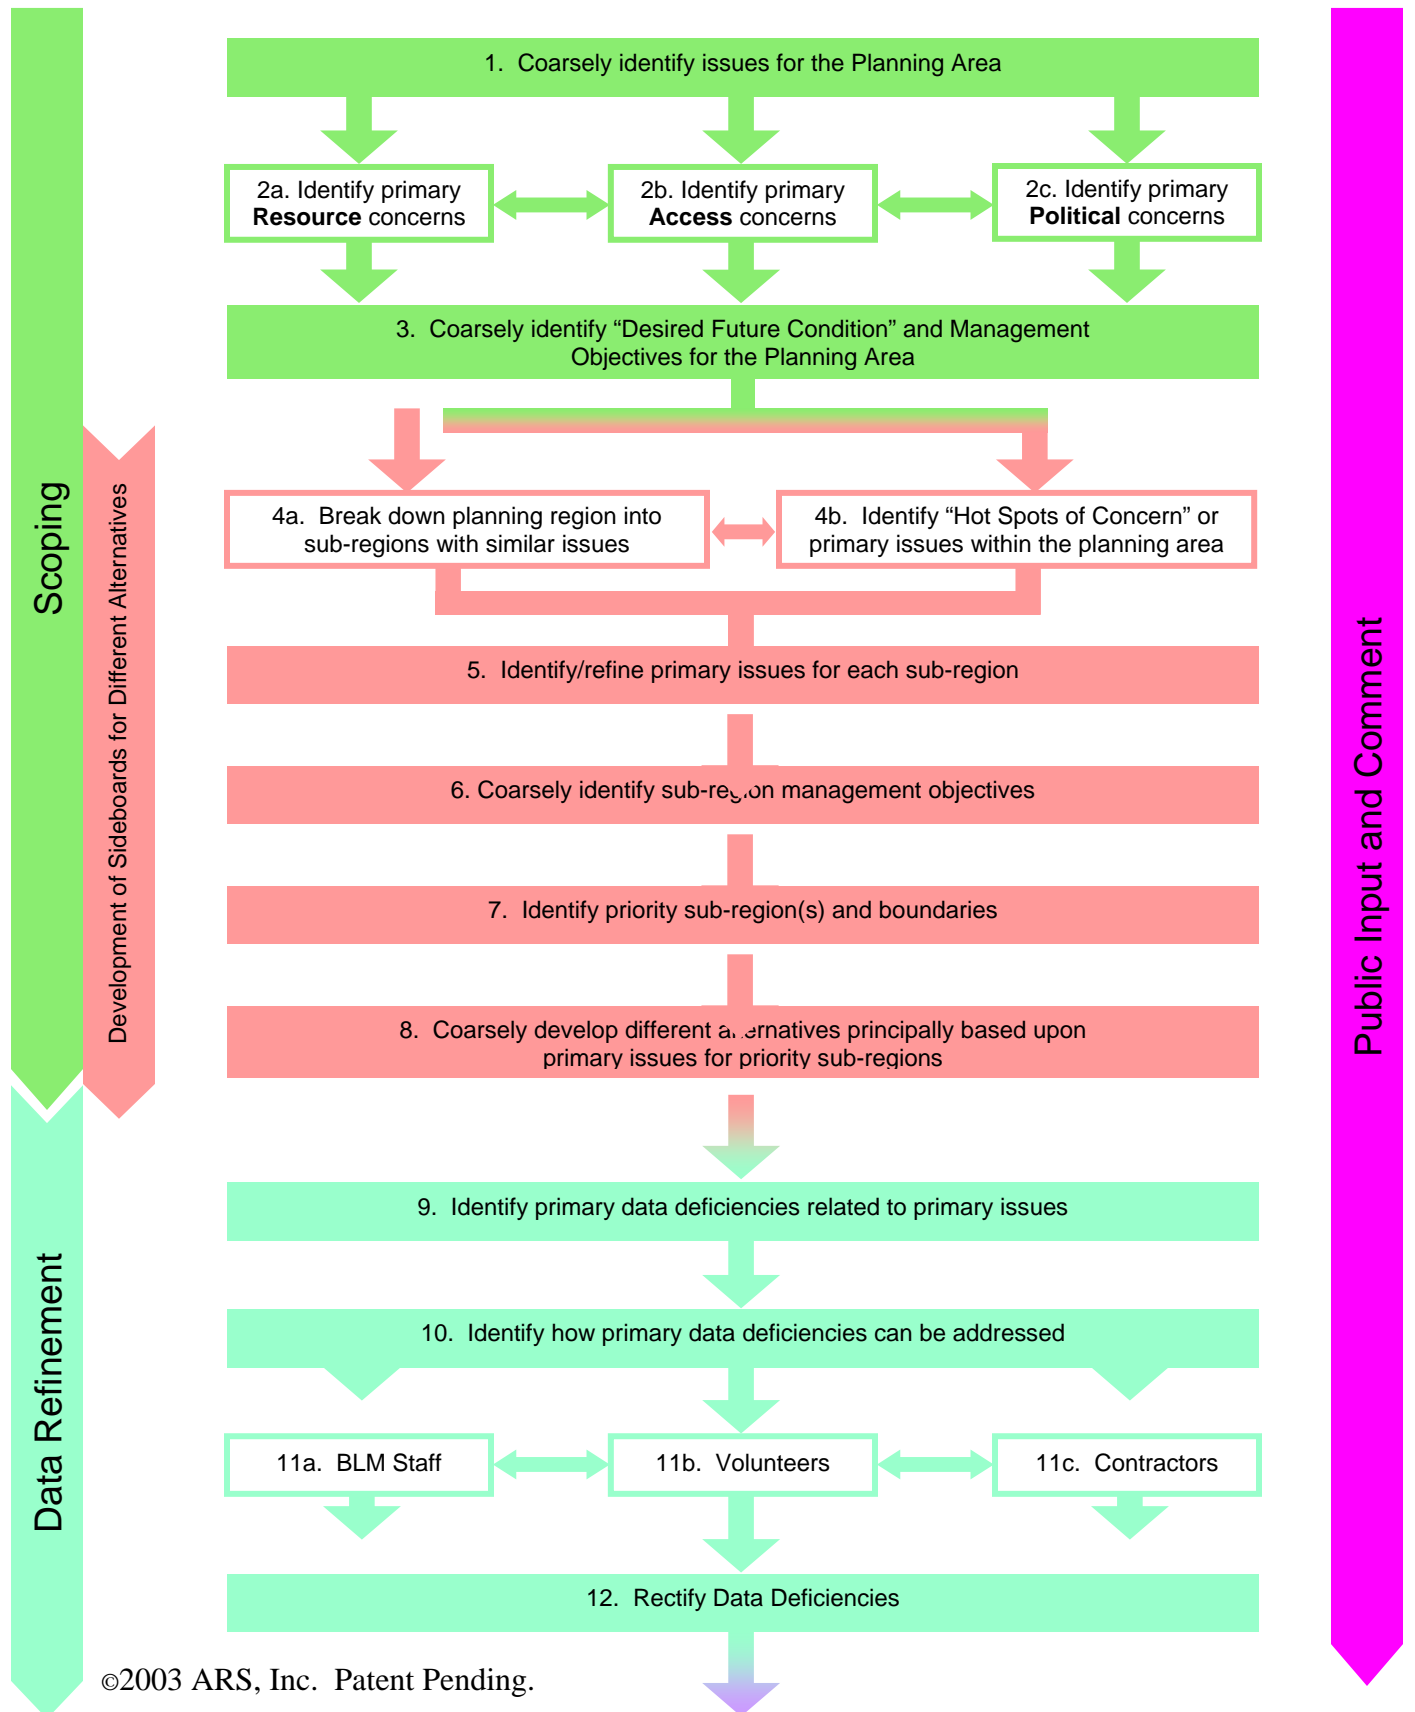 1. Coarsely identify issues for the Planning Area
2a. Identify primary
Resource concerns
2b. Identify primary
Access concerns
2c. Identify primary
Political concerns
3. Coarsely identify “Desired Future Condition” and Management
Objectives for the Planning Area
4a. Break down planning region into
sub-regions with similar issues
4b. Identify “Hot Spots of Concern” or
primary issues within the planning area
5. Identify/refine primary issues for each sub-region
6. Coarsely identify sub-region management objectives
7. Identify priority sub-region(s) and boundaries
8. Coarsely develop different alternatives principally based upon
primary issues for priority sub-regions
9. Identify primary data deficiencies related to primary issues
10. Identify how primary data deficiencies can be addressed
11a. BLM Staff
11b. Volunteers
11c. Contractors
12. Rectify Data Deficiencies
Scoping
Development of Sideboards for Different Alternatives
Data Refinement
Public Input and Comment
©2003 ARS, Inc. Patent Pending.